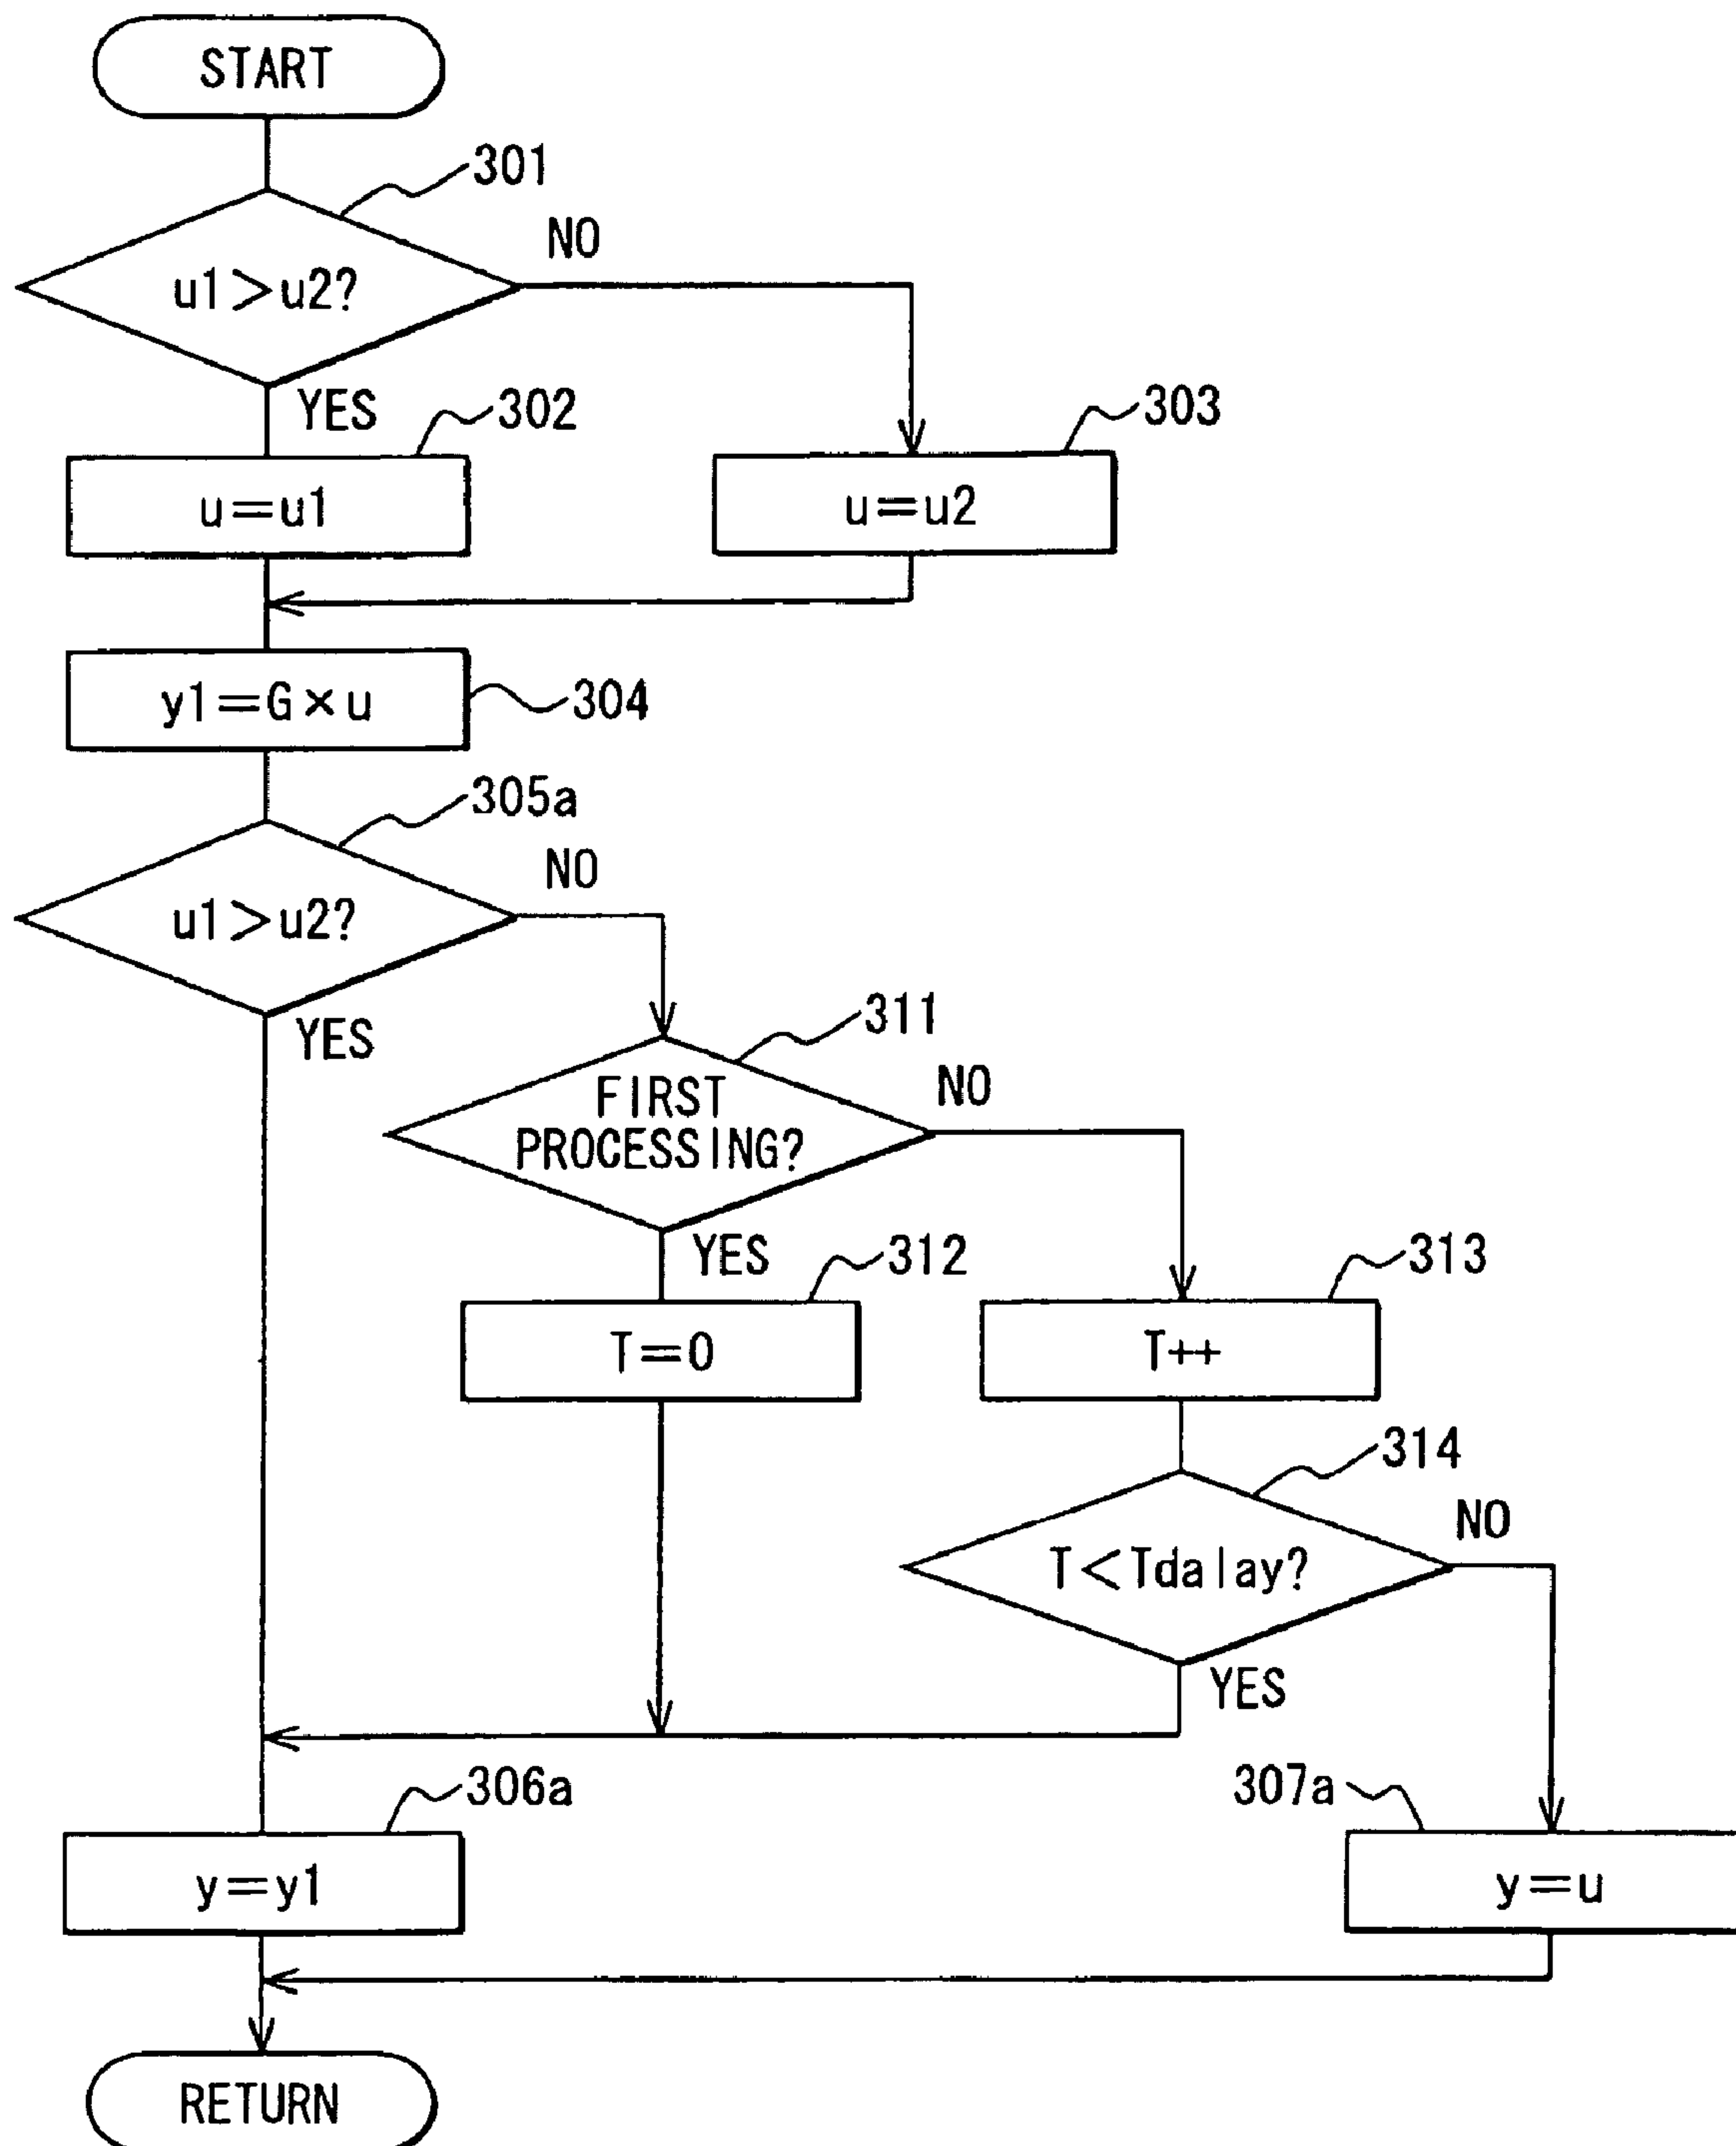 START
301
NO
u1>u2?
YES
302
303
u=u1
u=u2
y1=G×u
304
305a
NO
u1>u2?
YES
311
FIRST
PROCESSING?
NO
YES
312
313
T=0
T++
314
NO
T<Tdalay?
YES
306a
307a
y=y1
y=u
RETURN